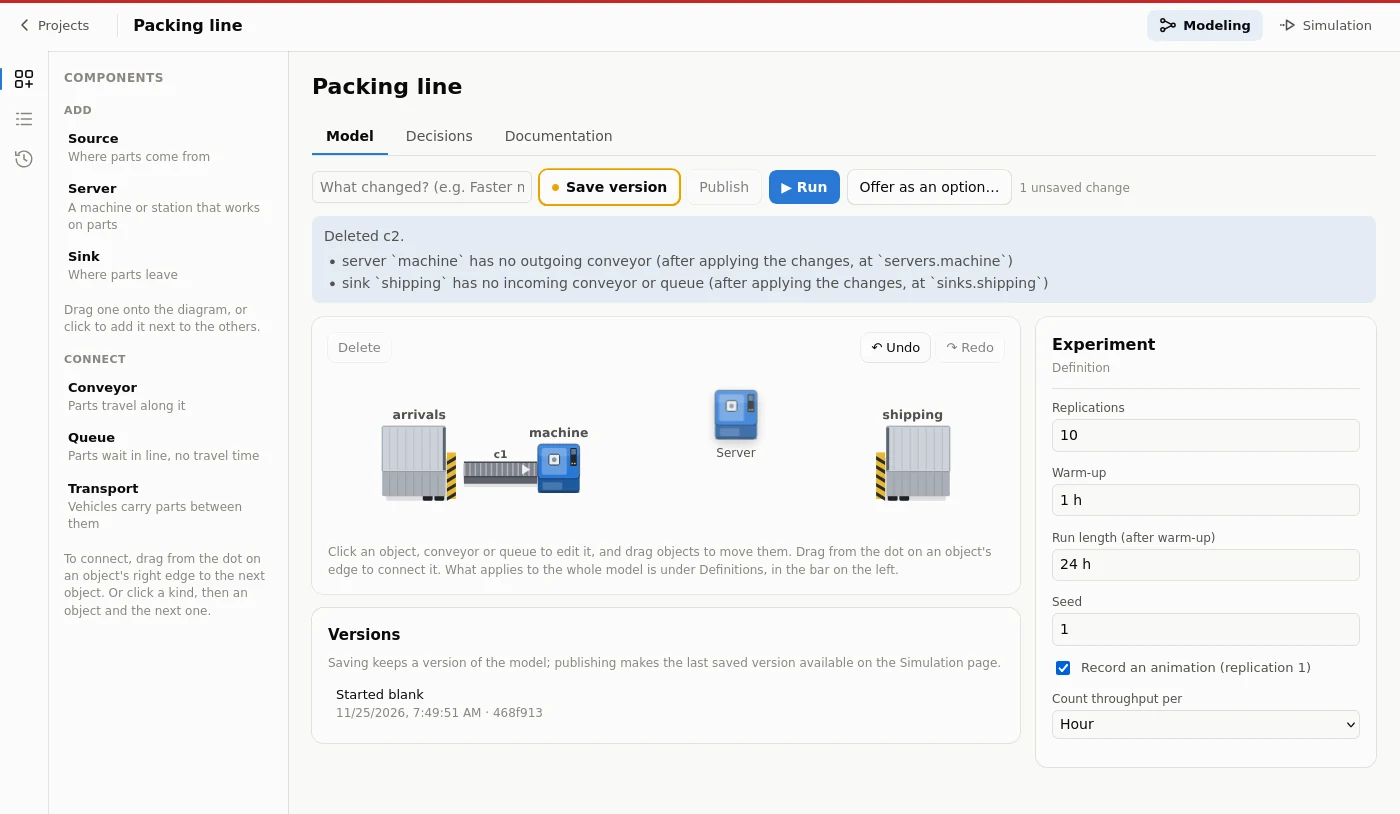 Projects
Packing line
Modeling
Simulation
COMPONENTS
ADD
Source
Where parts come from
Server
A machine or station that works
on parts
Sink
Where parts leave
Drag one onto the diagram, or
click to add it next to the others.
CONNECT
Conveyor
Parts travel along it
Queue
Parts wait in line, no travel time
Transport
Vehicles carry parts between
them
To connect, drag from the dot on
an object's right edge to the next
object. Or click a kind, then an
object and the next one.
Packing line
Model
Decisions
Documentation
What changed? (e.g. Faster n
Save version
Publish
▶ Run
Offer as an option...
1 unsaved change
Deleted c2.
• server `machine` has no outgoing conveyor (after applying the changes, at `servers.machine`)
• sink `shipping` has no incoming conveyor or queue (after applying the changes, at `sinks.shipping`)
Delete
↶ Undo
↷ Redo
arrivals
c1
machine
Server
shipping
Click an object, conveyor or queue to edit it, and drag objects to move them. Drag from the dot on an object's
edge to connect it. What applies to the whole model is under Definitions, in the bar on the left.
Versions
Saving keeps a version of the model; publishing makes the last saved version available on the Simulation page.
Started blank
11/25/2026, 7:49:51 AM · 468f913
Experiment
Definition
Replications
10
Warm-up
1 h
Run length (after warm-up)
24 h
Seed
1
Record an animation (replication 1)
Count throughput per
Hour